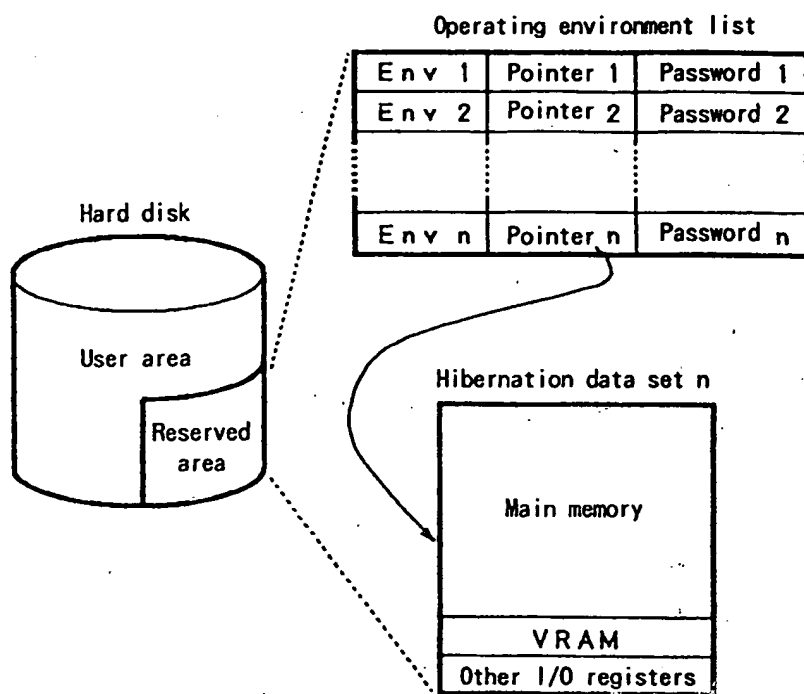 Operating environment list
Env 1 Pointer 1 Password 1
Env 2 Pointer 2 Password 2
Env n Pointer n Password n
Hard disk
User area
Reserved
area
Hibernation data set n
Main memory
VRAM
Other I/O registers